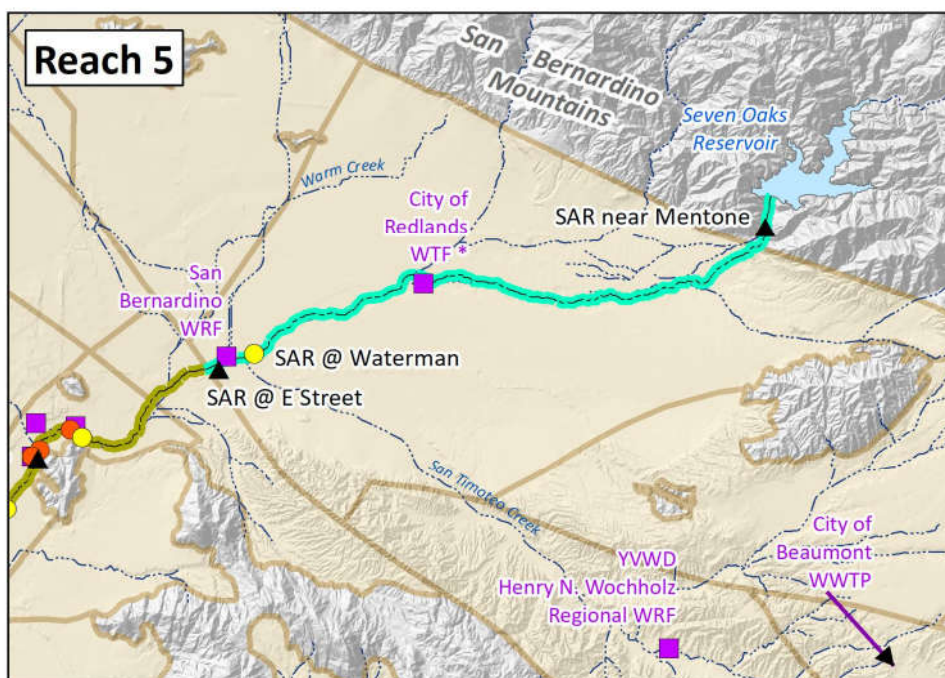 Reach 5
San Bernardino
Mountains
Seven Oaks
Reservoir
Warm Creek
City of
Redlands
WTF *
SAR near Mentone
San
Bernardino
WRF
SAR @ Waterman
SAR @ E Street
San Timoteo Creek
City of
Beaumont
WWTP
YVWD
Henry N. Wochholz
Regional WRF